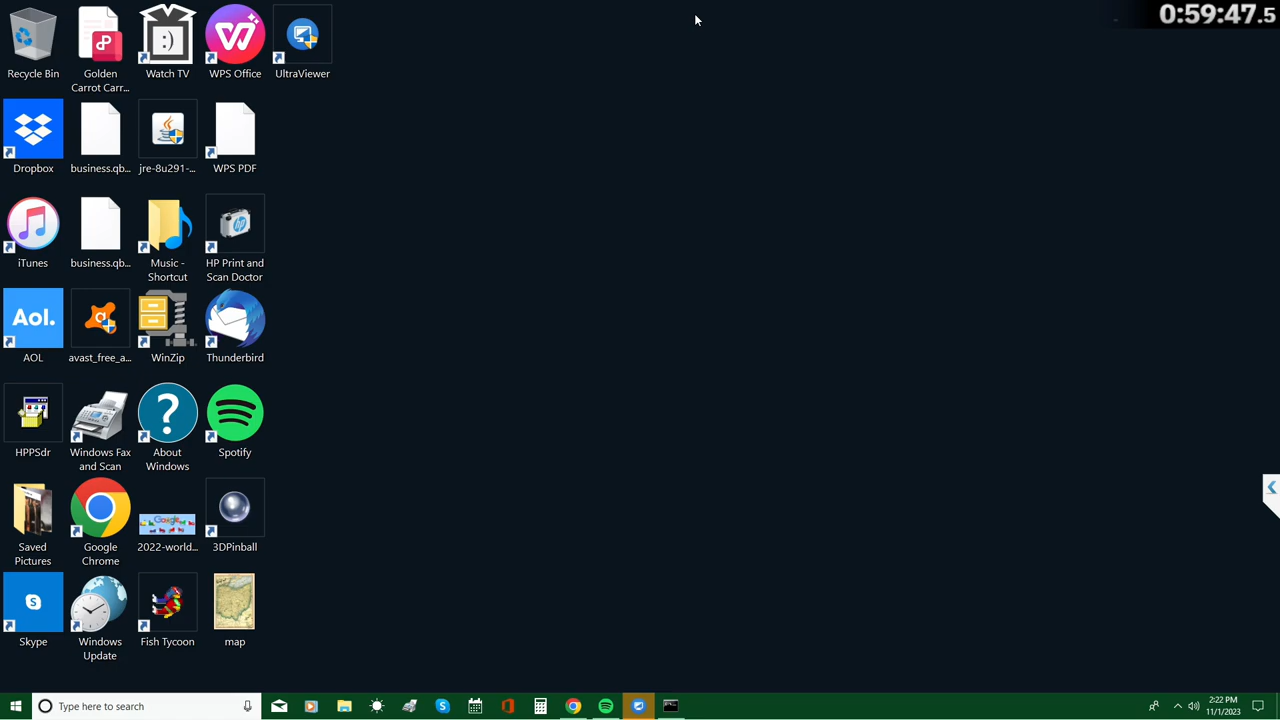 0:59:47.5
Recycle Bin
Golden
Carrot Carr...
Watch TV
WPS Office
UltraViewer
Dropbox
business.qb...
jre-8u291-...
WPS PDF
iTunes
business.qb...
Music -
Shortcut
HP Print and
Scan Doctor
Aol.
AOL
avast_free_a...
WinZip
Thunderbird
HPPSdr
Windows Fax
and Scan
About
Windows
Spotify
Saved
Pictures
Google
Chrome
Google
2022-world...
3DPinball
Skype
Windows
Update
Fish Tycoon
map
Type here to search
2:22 PM
11/1/2023